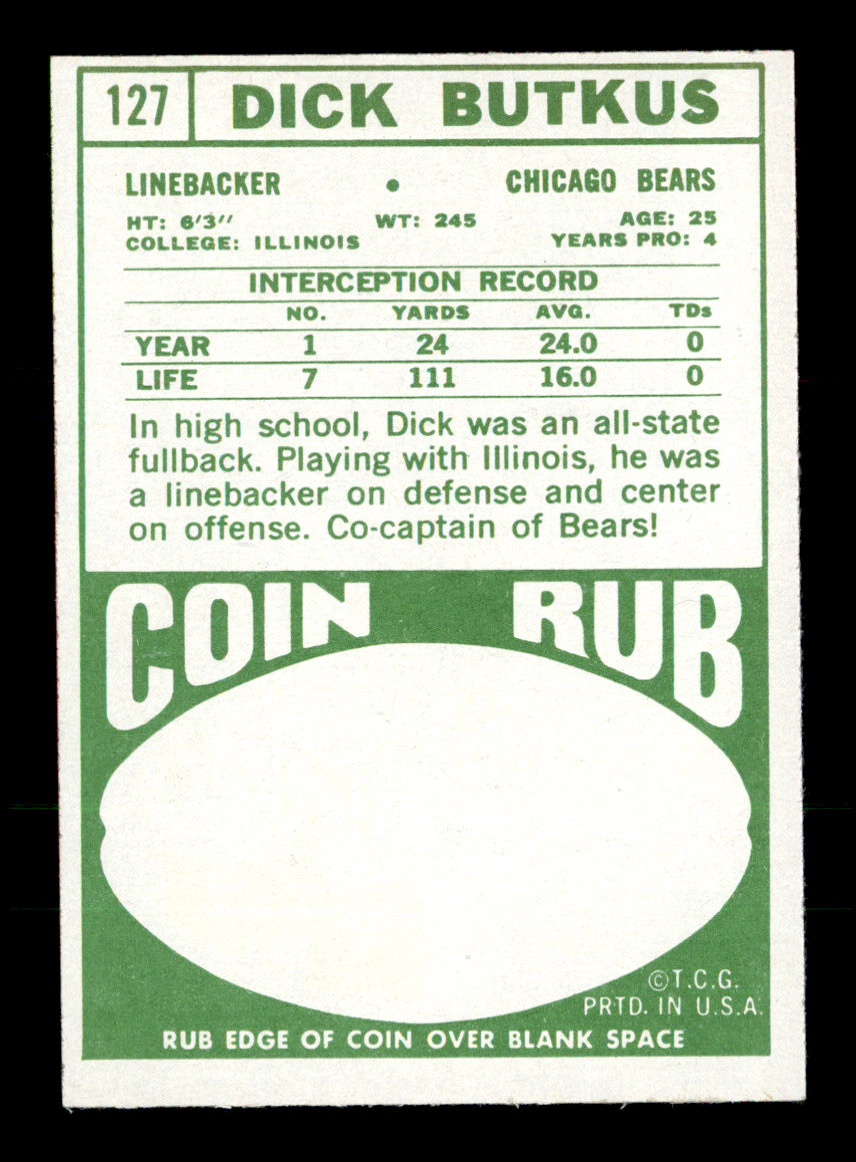 127 DICK BUTKUS
LINEBACKER • CHICAGO BEARS
HT: 6'3" WT: 245 AGE: 25
COLLEGE: ILLINOIS YEARS PRO: 4
INTERCEPTION RECORD
NO. YARDS AVG. TDs
YEAR 1 24 24.0 0
LIFE 7 111 16.0 0
In high school, Dick was an all-state
fullback. Playing with Illinois, he was
a linebacker on defense and center
on offense. Co-captain of Bears!
COIN RUB
©T.C.G.
PRTD. IN U.S.A.
RUB EDGE OF COIN OVER BLANK SPACE